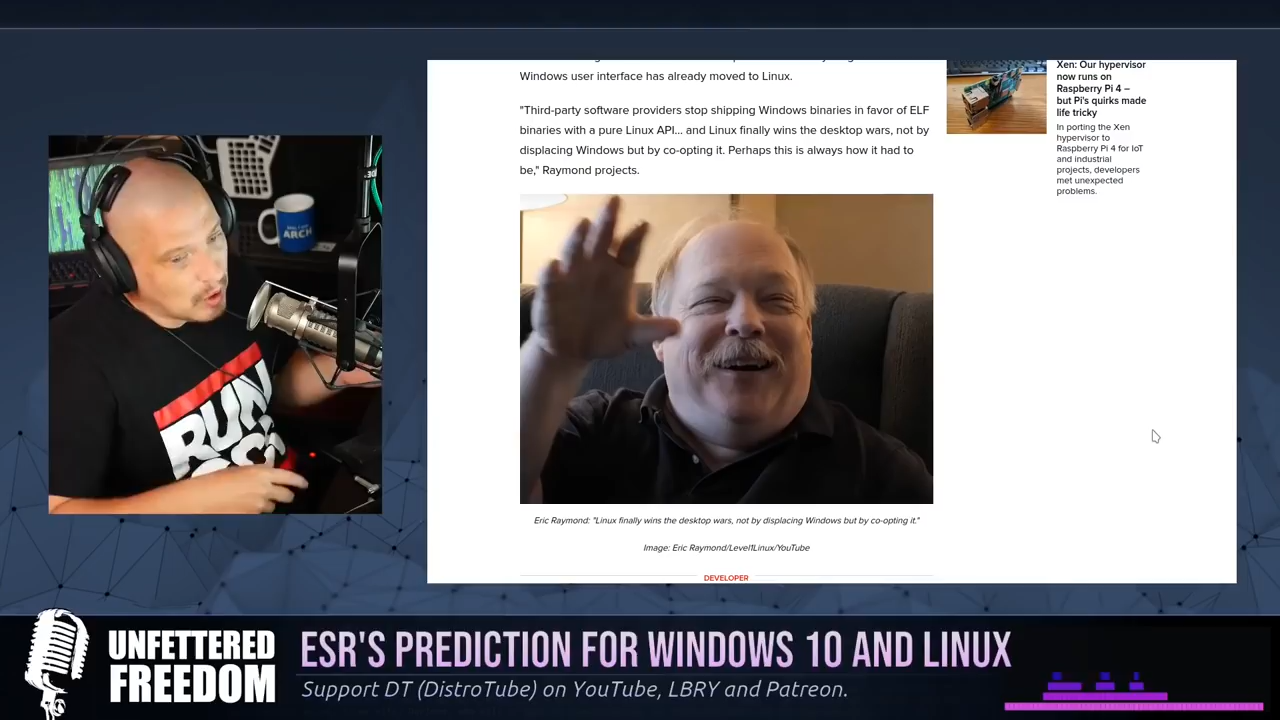 Windows user interface has already moved to Linux.
"Third-party software providers stop shipping Windows binaries in favor of ELF
binaries with a pure Linux API... and Linux finally wins the desktop wars, not by
displacing Windows but by co-opting it. Perhaps this is always how it had to
be," Raymond projects.
Xen: Our hypervisor
now runs on
Raspberry Pi 4 –
but Pi's quirks made
life tricky
In porting the Xen
hypervisor to
Raspberry Pi 4 for IoT
and industrial
projects, developers
met unexpected
problems.
ARCH
RUN
Eric Raymond: "Linux finally wins the desktop wars, not by displacing Windows but by co-opting it."
Image: Eric Raymond/Level1Linux/YouTube
DEVELOPER
UNFETTERED
FREEDOM
ESR'S PREDICTION FOR WINDOWS 10 AND LINUX
Support DT (DistroTube) on YouTube, LBRY and Patreon.